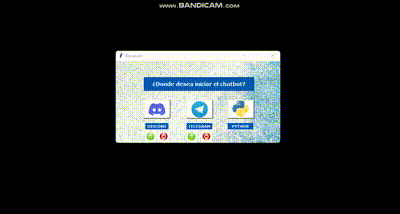 www.BANDICAM.com
¿Donde desea iniciar el chatbot?
DISCORD
TELEGRAM
PYTHON